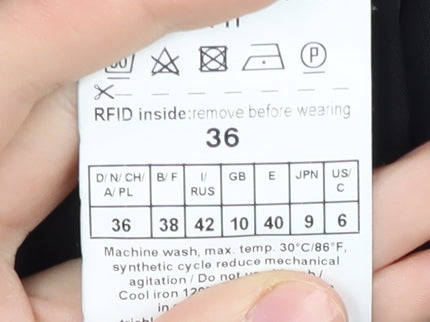 30
P
RFID inside:remove before wearing
36
D/ N/ CH/ A/ PL B/ F I/ RUS GB E JPN US/ C
36 38 42 10 40 9 6
Machine wash, max. temp. 30°C/86°F,
synthetic cycle reduce mechanical
agitation / Do not
Cool iron